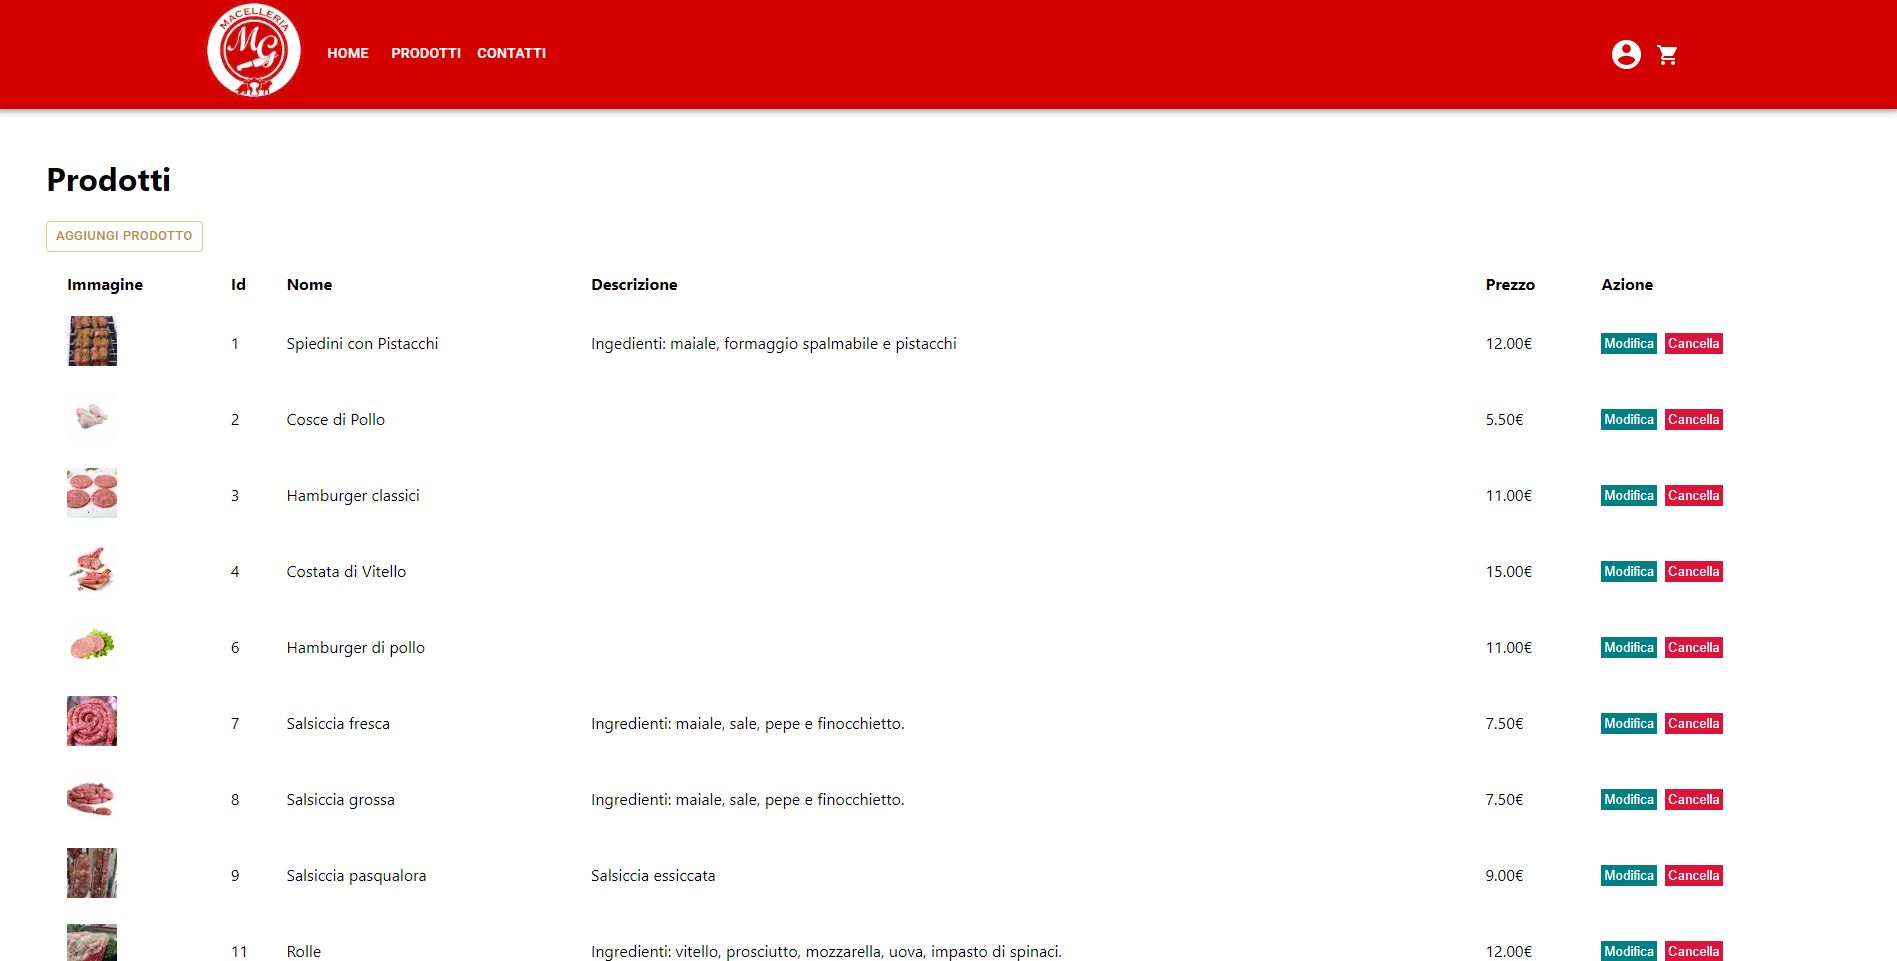 MACELLERIA
MG
HOME PRODOTTI CONTATTI
Prodotti
AGGIUNGI PRODOTTO
Immagine Id Nome Descrizione Prezzo Azione
1 Spiedini con Pistacchi Ingedienti: maiale, formaggio spalmabile e pistacchi 12.00€ Modifica Cancella
2 Cosce di Pollo 5.50€ Modifica Cancella
3 Hamburger classici 11.00€ Modifica Cancella
4 Costata di Vitello 15.00€ Modifica Cancella
6 Hamburger di pollo 11.00€ Modifica Cancella
7 Salsiccia fresca Ingredienti: maiale, sale, pepe e finocchietto. 7.50€ Modifica Cancella
8 Salsiccia grossa Ingredienti: maiale, sale, pepe e finocchietto. 7.50€ Modifica Cancella
9 Salsiccia pasqualora Salsiccia essiccata 9.00€ Modifica Cancella
11 Rolle Ingredienti: vitello, prosciutto, mozzarella, uova, impasto di spinaci. 12.00€ Modifica Cancella